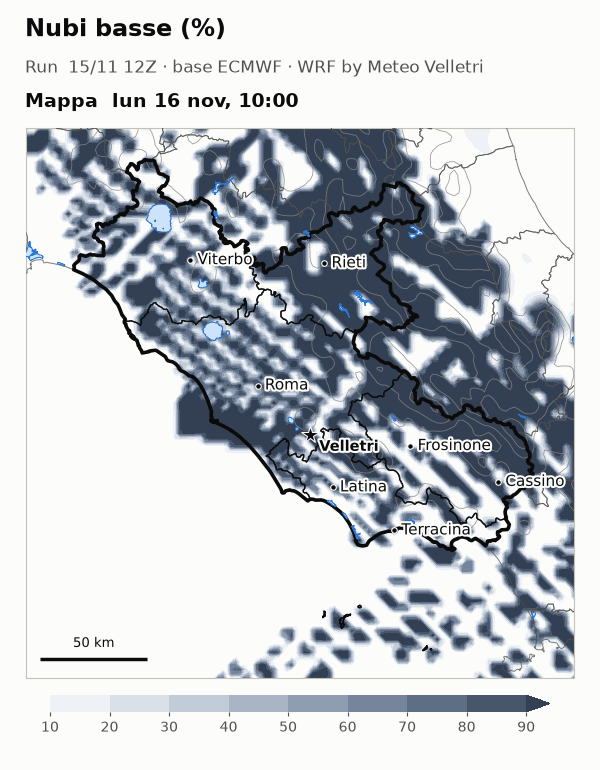 Nubi basse (%)
Run  15/11 12Z · base ECMWF · WRF by Meteo Velletri
Mappa  lun 16 nov, 10:00
Viterbo
Rieti
Roma
Velletri
Frosinone
Cassino
Latina
Terracina
50 km
10 20 30 40 50 60 70 80 90